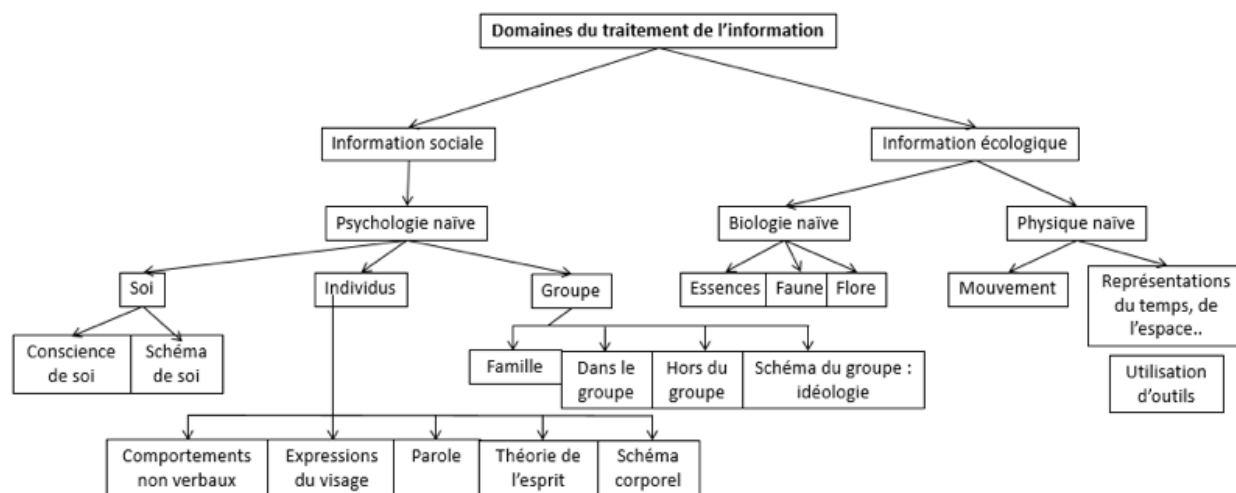 Domaines du traitement de l'information
Information sociale
Information écologique
Psychologie naïve
Biologie naïve
Physique naïve
Soi
Individus
Groupe
Essences
Faune
Flore
Mouvement
Représentations
du temps, de
l'espace..
Conscience
de soi
Schéma
de soi
Famille
Dans le
groupe
Hors du
groupe
Schéma du groupe :
idéologie
Utilisation
d'outils
Comportements
non verbaux
Expressions
du visage
Parole
Théorie de
l'esprit
Schéma
corporel